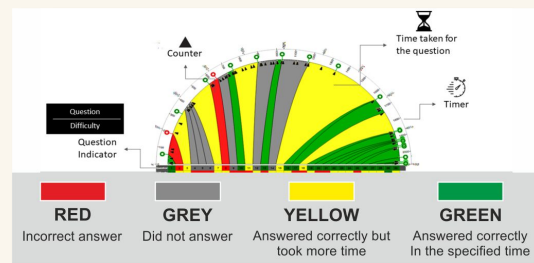 Counter
Time taken for
the question
Timer
Question
Difficulty
Question
Indicator
RED
Incorrect answer
GREY
Did not answer
YELLOW
Answered correctly but
took more time
GREEN
Answered correctly
In the specified time